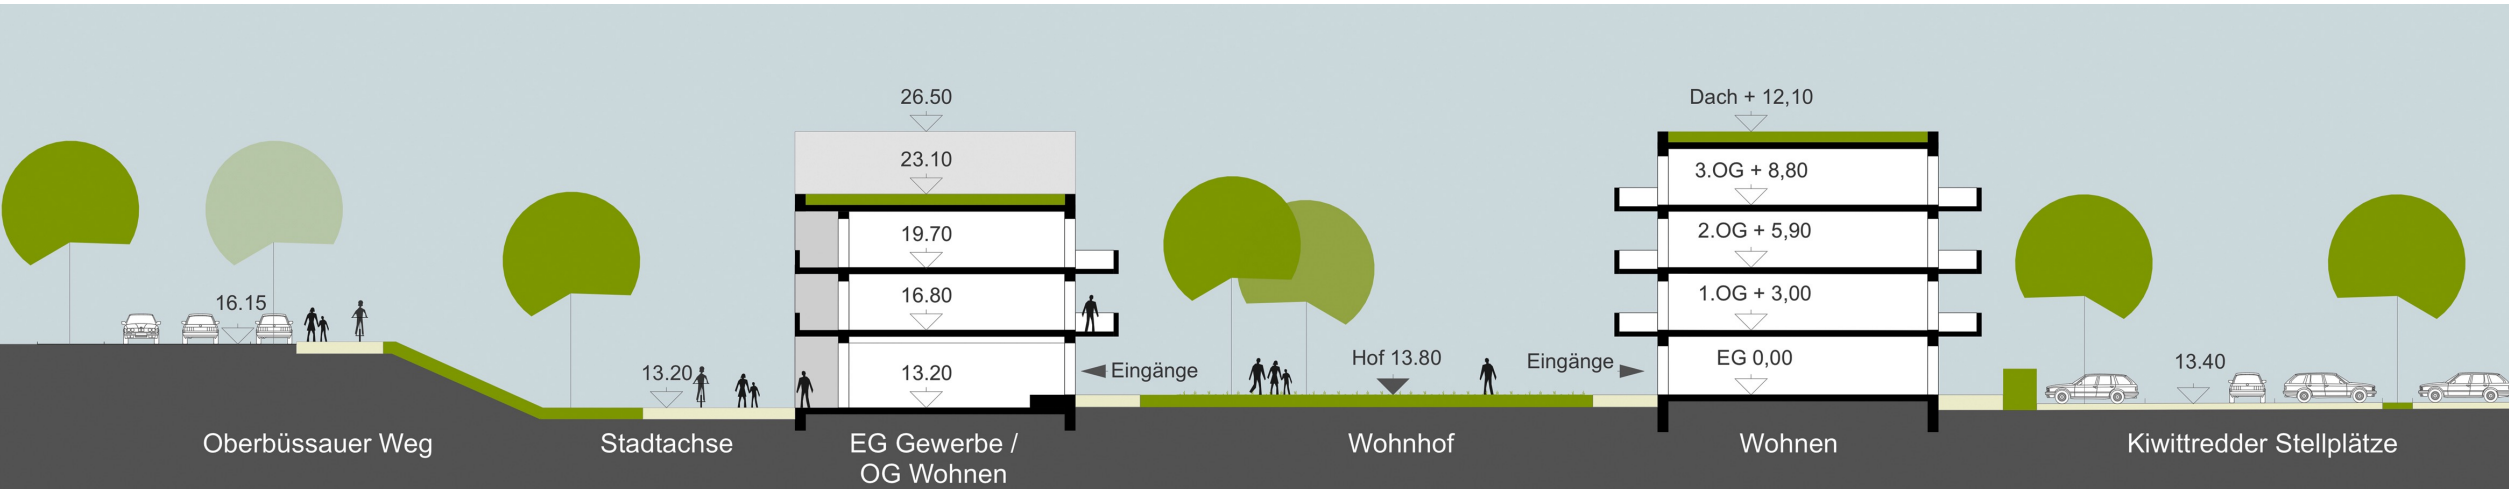 26.50
23.10
19.70
16.80
13.20
16.15
13.20
Eingänge
Hof 13.80
Eingänge
Dach + 12,10
3.OG + 8,80
2.OG + 5,90
1.OG + 3,00
EG 0,00
13.40
Oberbüssauer Weg
Stadtachse
EG Gewerbe /
OG Wohnen
Wohnhof
Wohnen
Kiwittredder Stellplätze